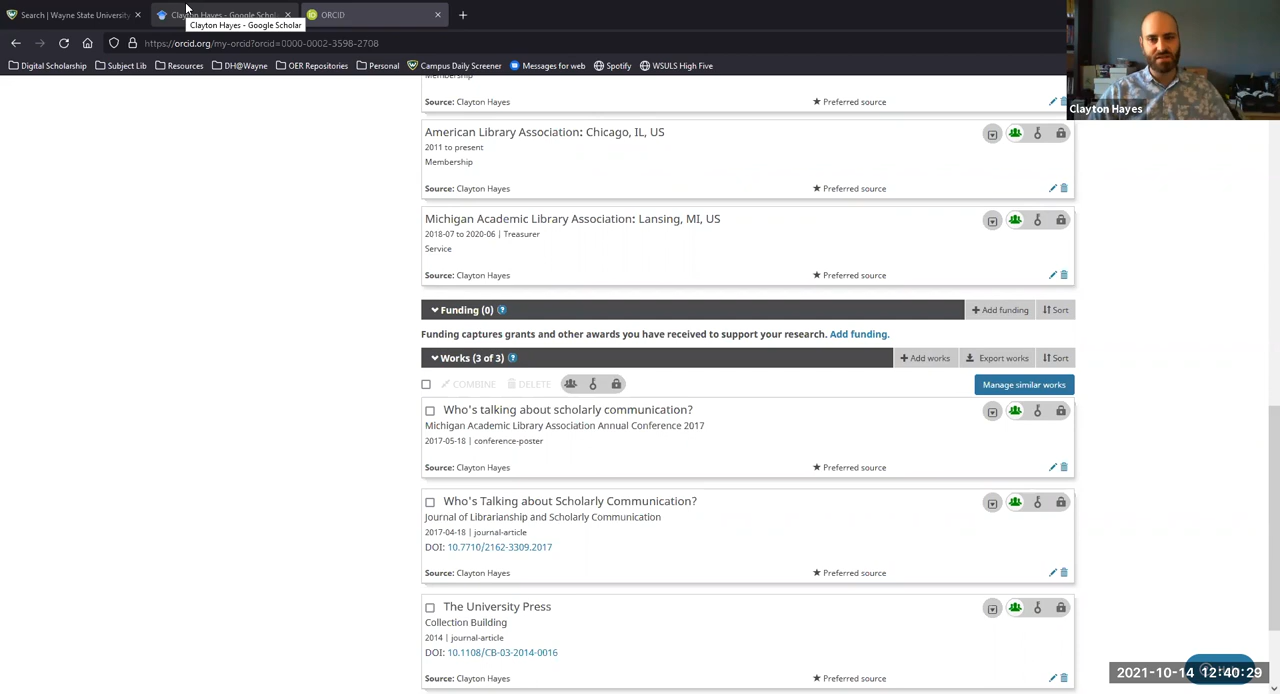 Search | Wayne State University
Clayton Hayes - Google Schol
ORCID
Clayton Hayes - Google Scholar
https://orcid.org/my-orcid?orcid=0000-0002-3598-2708
Digital Scholarship
Subject Lib
Resources
DH@Wayne
OER Repositories
Personal
Campus Daily Screener
Messages for web
Spotify
WSULS High Five
Clayton Hayes
Membership
Source: Clayton Hayes
Preferred source
American Library Association: Chicago, IL, US
2011 to present
Membership
Source: Clayton Hayes
Preferred source
Michigan Academic Library Association: Lansing, MI, US
2018-07 to 2020-06 | Treasurer
Service
Source: Clayton Hayes
Preferred source
Funding (0)
Add funding
Sort
Funding captures grants and other awards you have received to support your research. Add funding.
Works (3 of 3)
Add works
Export works
Sort
COMBINE
DELETE
Manage similar works
Who's talking about scholarly communication?
Michigan Academic Library Association Annual Conference 2017
2017-05-18 | conference-poster
Source: Clayton Hayes
Preferred source
Who's Talking about Scholarly Communication?
Journal of Librarianship and Scholarly Communication
2017-04-18 | journal-article
DOI: 10.7710/2162-3309.2017
Source: Clayton Hayes
Preferred source
The University Press
Collection Building
2014 | journal-article
DOI: 10.1108/CB-03-2014-0016
Source: Clayton Hayes
Preferred source
2021-10-14 12:40:29